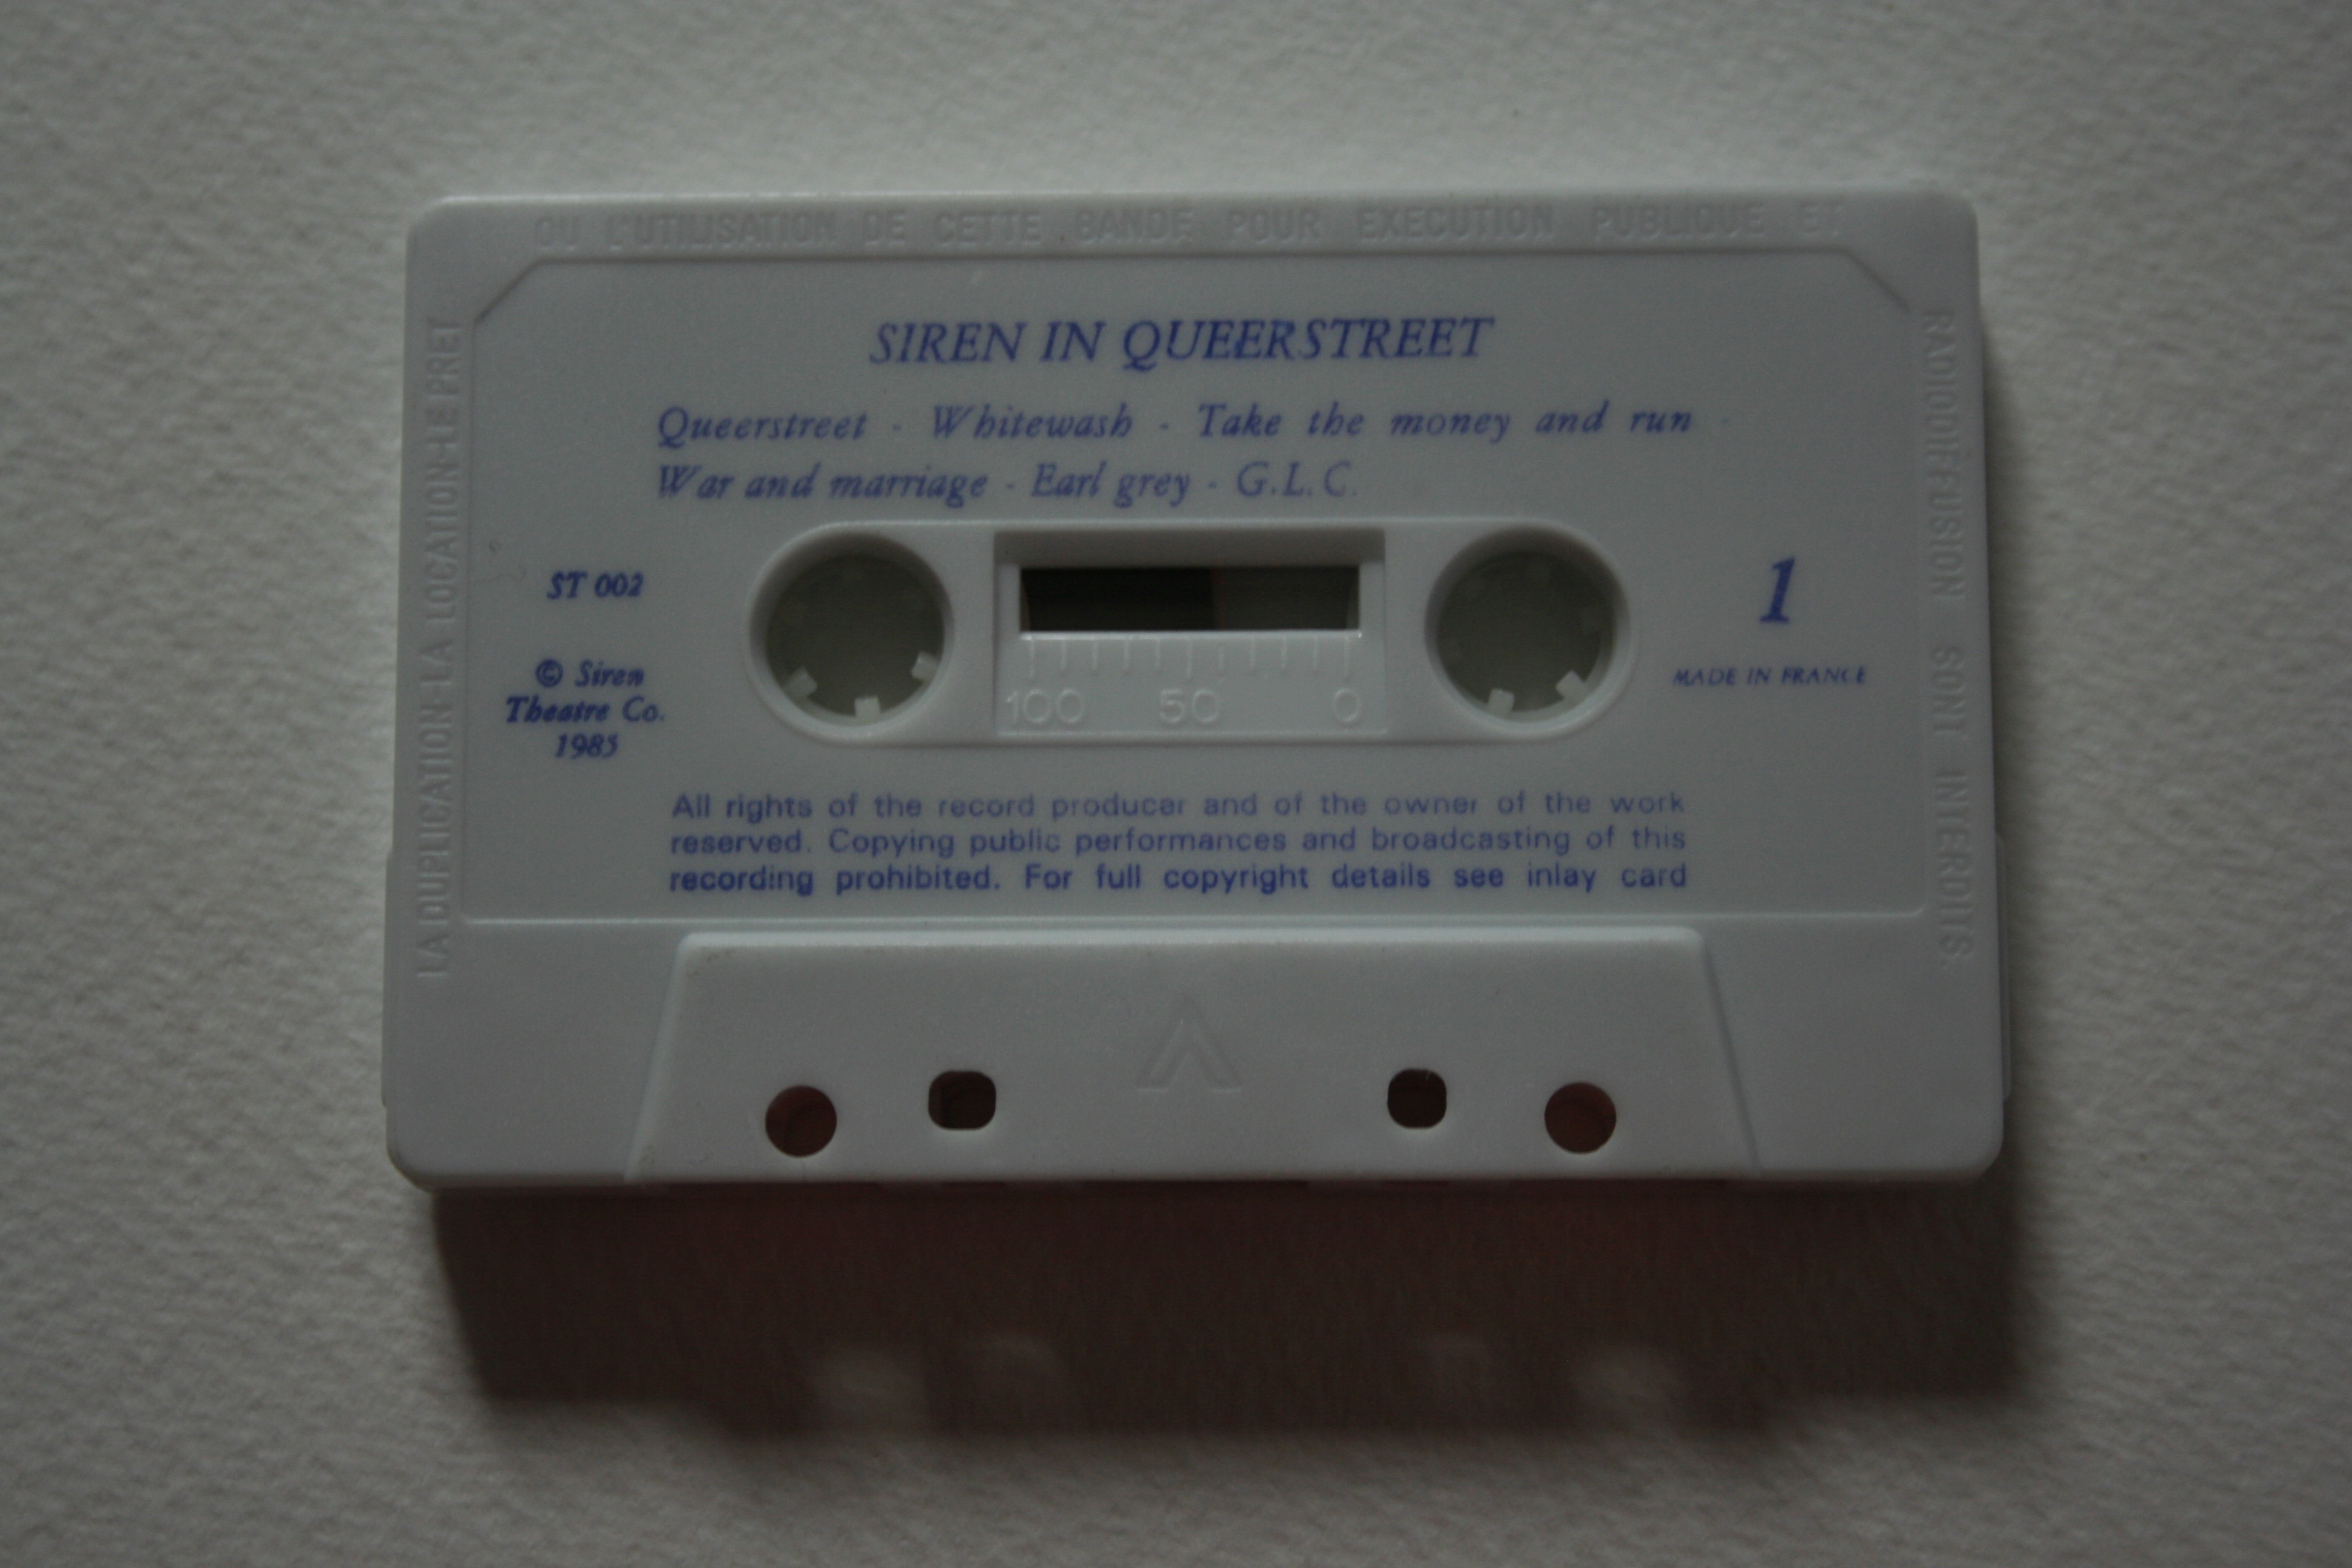 OU L'UTILISATION DE CETTE BANDE POUR EXECUTION PUBLIQUE ET
LA DUPLICATION-LA LOCATION-LE PRET
RADIODIFFUSION SONT INTERDITS.
SIREN IN QUEERSTREET
Queerstreet - Whitewash - Take the money and run -
War and marriage - Earl grey - G.L.C.
ST 002
1
© Siren
Theatre Co.
1985
MADE IN FRANCE
100 50 0
All rights of the record producer and of the owner of the work
reserved. Copying public performances and broadcasting of this
recording prohibited. For full copyright details see inlay card